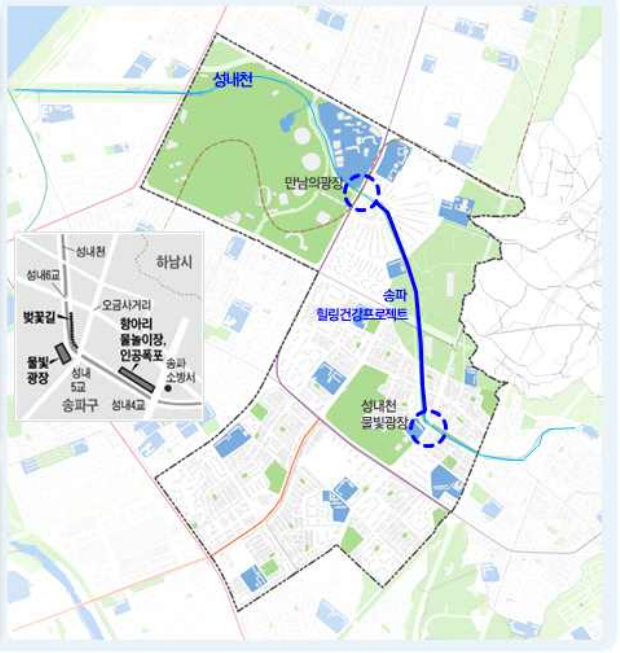 성내천
만남의광장
송파
힐링건강프로젝트
성내천
물빛광장
성내천
하남시
성내6교
벚꽃길
오금사거리
항아리
물놀이장,
인공폭포
물빛
광장
성내
5교
송파
소방서
송파구
성내4교